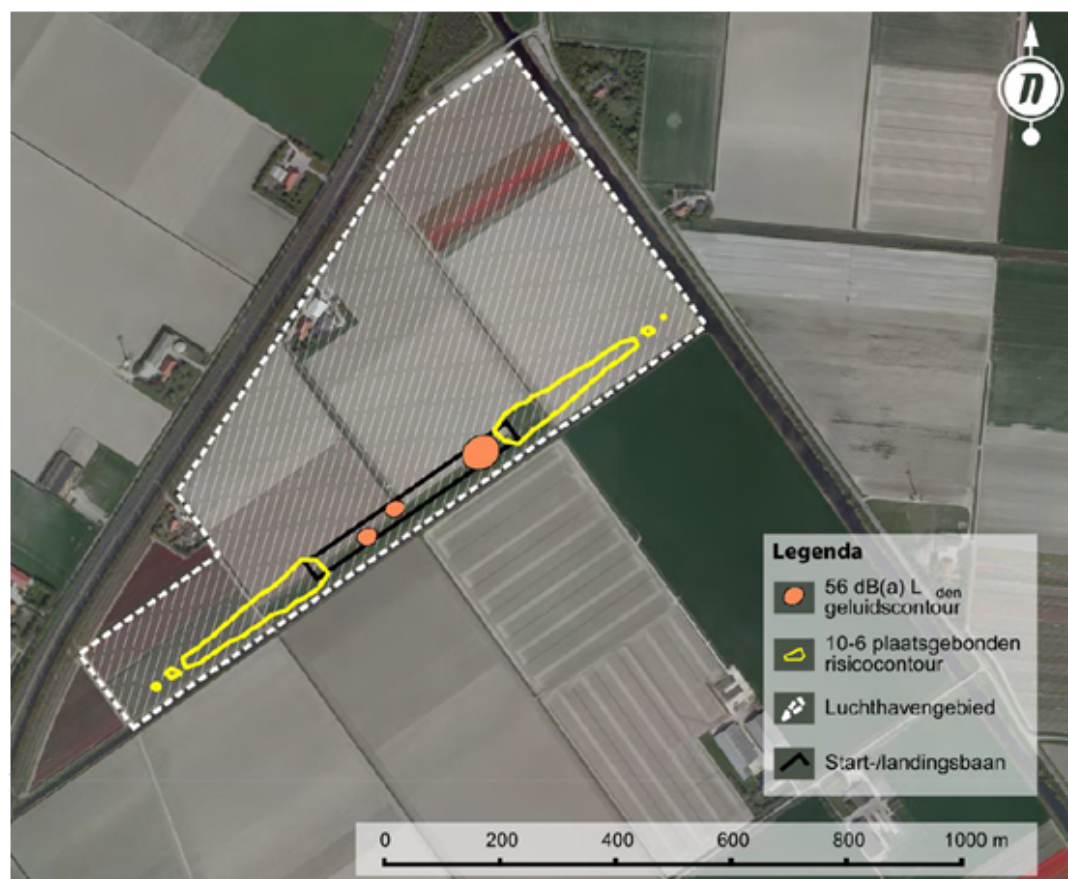 n
Legenda
56 dB(a) L den
geluidscontour
10-6 plaatsgebonden
risicocontour
Luchthavengebied
Start-/landingsbaan
0 200 400 600 800 1000 m